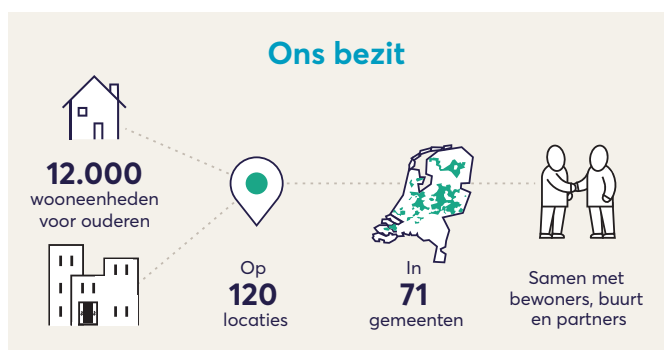 Ons bezit
12.000
wooneenheden
voor ouderen
Op
120
locaties
In
71
gemeenten
Samen met
bewoners, buurt
en partners